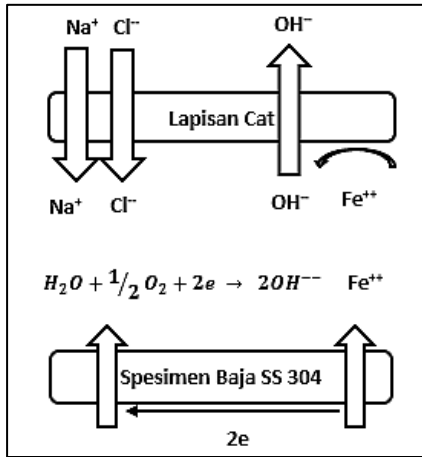 Na⁺ Cl⁻⁻ OH⁻
Lapisan Cat
Na⁺ Cl⁻⁻ OH⁻ Fe⁺⁺
H₂O + 1/2 O₂ + 2e → 2OH⁻⁻ Fe⁺⁺
Spesimen Baja SS 304
2e